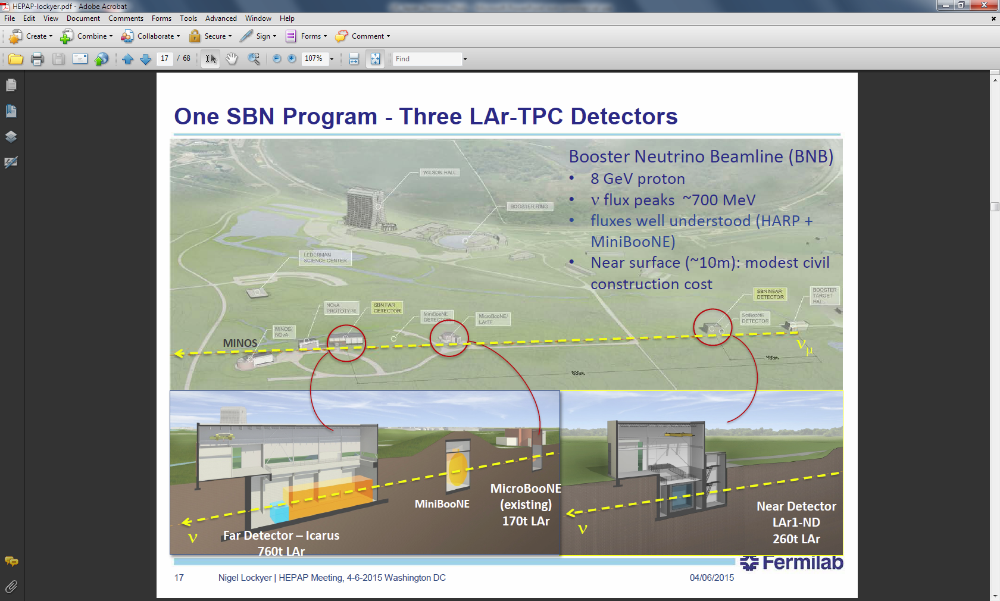 HEPAP-lockyer.pdf - Adobe Acrobat
File Edit View Document Comments Forms Tools Advanced Window Help
Create Combine Collaborate Secure Sign Forms Comment
17 / 68 107% Find
One SBN Program - Three LAr-TPC Detectors
Booster Neutrino Beamline (BNB)
• 8 GeV proton
• ν flux peaks ~700 MeV
• fluxes well understood (HARP +
MiniBooNE)
• Near surface (~10m): modest civil
construction cost
WILSON HALL
BOOSTER RING
LEDERMAN
SCIENCE CENTER
NOvA
PROTOTYPE
SBN FAR
DETECTOR
MiniBooNE
DETECTOR
MicroBooNE/
LArTF
SBN NEAR
DETECTOR
SciBooNE
DETECTOR
BOOSTER
TARGET
HALL
MINOS/
NOvA
MINOS
νμ
100m
600m
MicroBooNE
(existing)
170t LAr
MiniBooNE
ν
Far Detector – Icarus
760t LAr
ν
Near Detector
LAr1-ND
260t LAr
Fermilab
17 Nigel Lockyer | HEPAP Meeting, 4-6-2015 Washington DC 04/06/2015